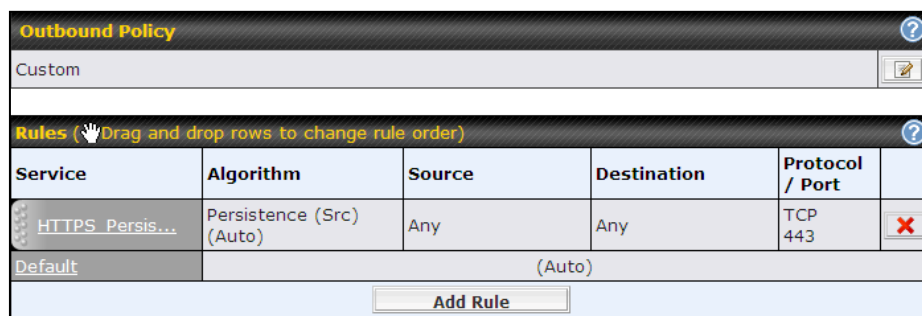 Outbound Policy
Custom
Rules (Drag and drop rows to change rule order)
Service Algorithm Source Destination Protocol / Port
HTTPS_Persis... Persistence (Src) (Auto) Any Any TCP 443
Default (Auto)
Add Rule